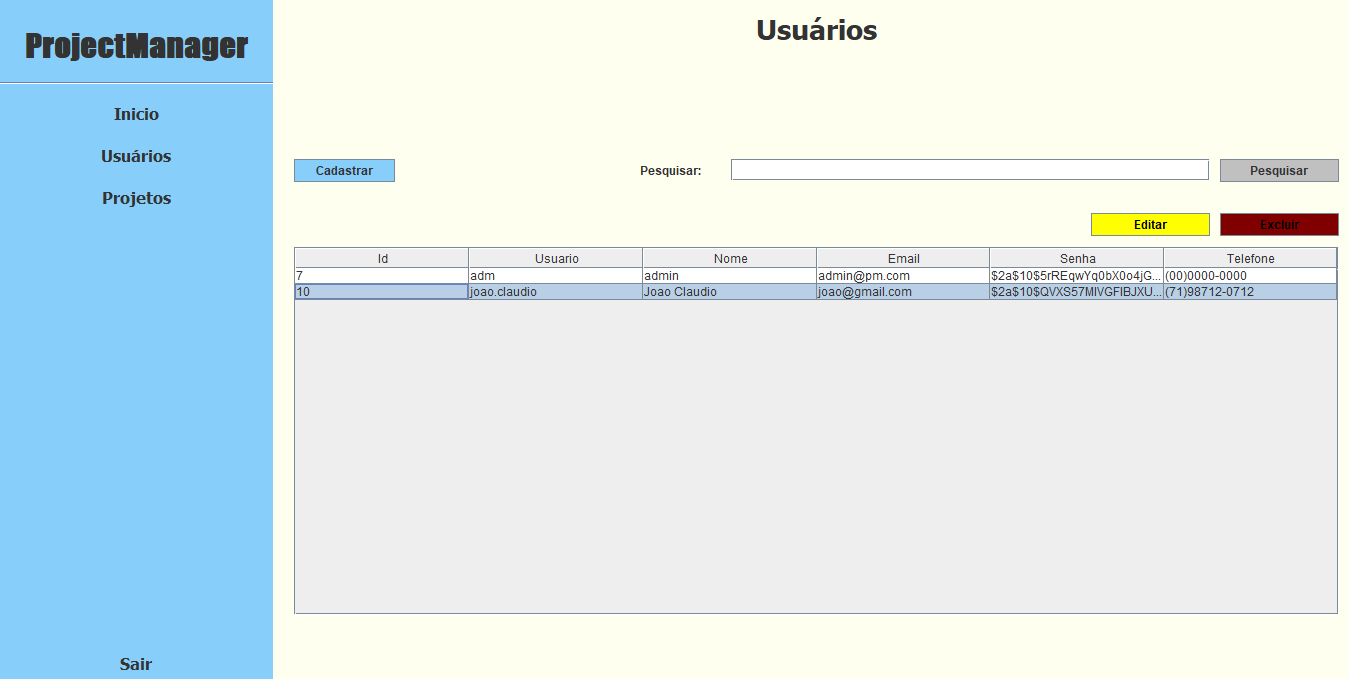 ProjectManager
Inicio
Usuários
Projetos
Sair
Usuários
Cadastrar Pesquisar: Pesquisar
Editar Excluir
Id Usuario Nome Email Senha Telefone
7 adm admin admin@pm.com $2a$10$5rREqwYq0bX0o4jG... (00)0000-0000
10 joao.claudio Joao Claudio joao@gmail.com $2a$10$QVXS57MIVGFIBJXU... (71)98712-0712